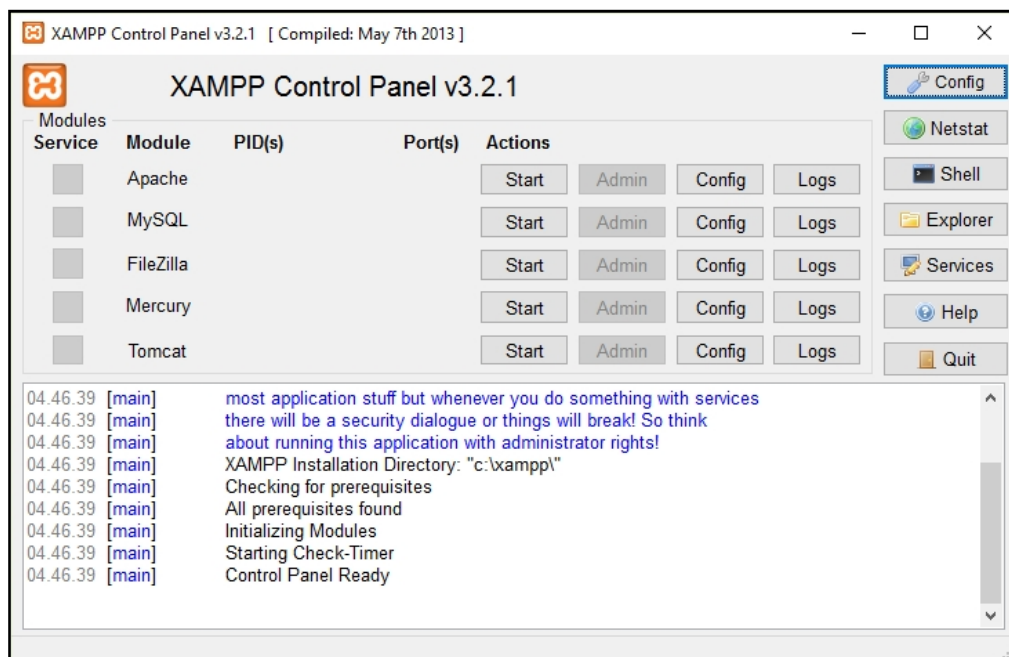 XAMPP Control Panel v3.2.1 [ Compiled: May 7th 2013 ]
XAMPP Control Panel v3.2.1
Config
Modules
Netstat
Service Module PID(s) Port(s) Actions
Apache Start Admin Config Logs
Shell
MySQL Start Admin Config Logs
Explorer
FileZilla Start Admin Config Logs
Services
Mercury Start Admin Config Logs
Help
Tomcat Start Admin Config Logs
Quit
04.46.39 [main] most application stuff but whenever you do something with services
04.46.39 [main] there will be a security dialogue or things will break! So think
04.46.39 [main] about running this application with administrator rights!
04.46.39 [main] XAMPP Installation Directory: "c:\xampp\"
04.46.39 [main] Checking for prerequisites
04.46.39 [main] All prerequisites found
04.46.39 [main] Initializing Modules
04.46.39 [main] Starting Check-Timer
04.46.39 [main] Control Panel Ready